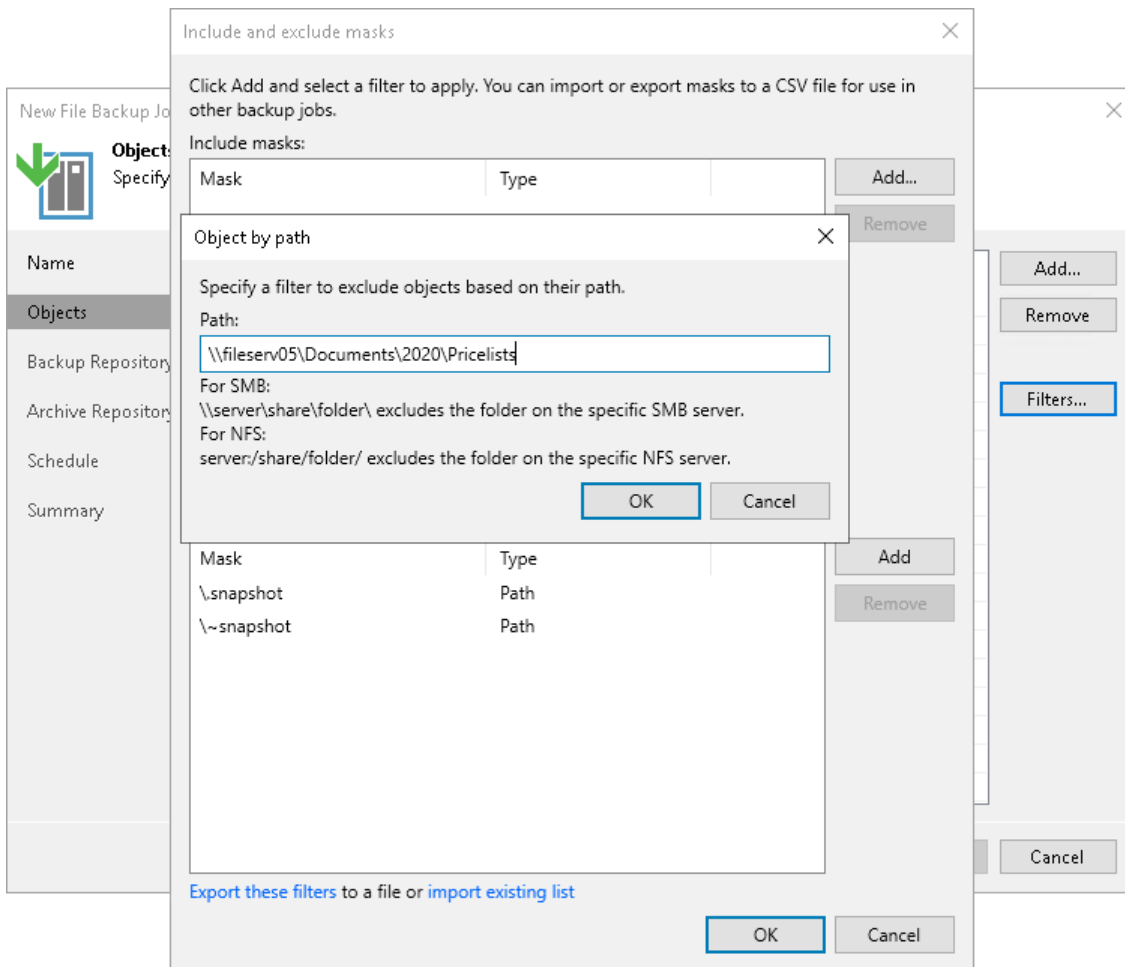 Include and exclude masks
Click Add and select a filter to apply. You can import or export masks to a CSV file for use in
other backup jobs.
Include masks:
Mask Type
Add...
Remove
New File Backup Jo
Objects
Specify
Name
Objects
Backup Repository
Archive Repository
Schedule
Summary
Object by path
Specify a filter to exclude objects based on their path.
Path:
\\fileserv05\Documents\2020\Pricelists
For SMB:
\\server\share\folder\ excludes the folder on the specific SMB server.
For NFS:
server:/share/folder/ excludes the folder on the specific NFS server.
OK Cancel
Mask Type
\.snapshot Path
\~snapshot Path
Add
Remove
Export these filters to a file or import existing list
OK Cancel
Add...
Remove
Filters...
Cancel